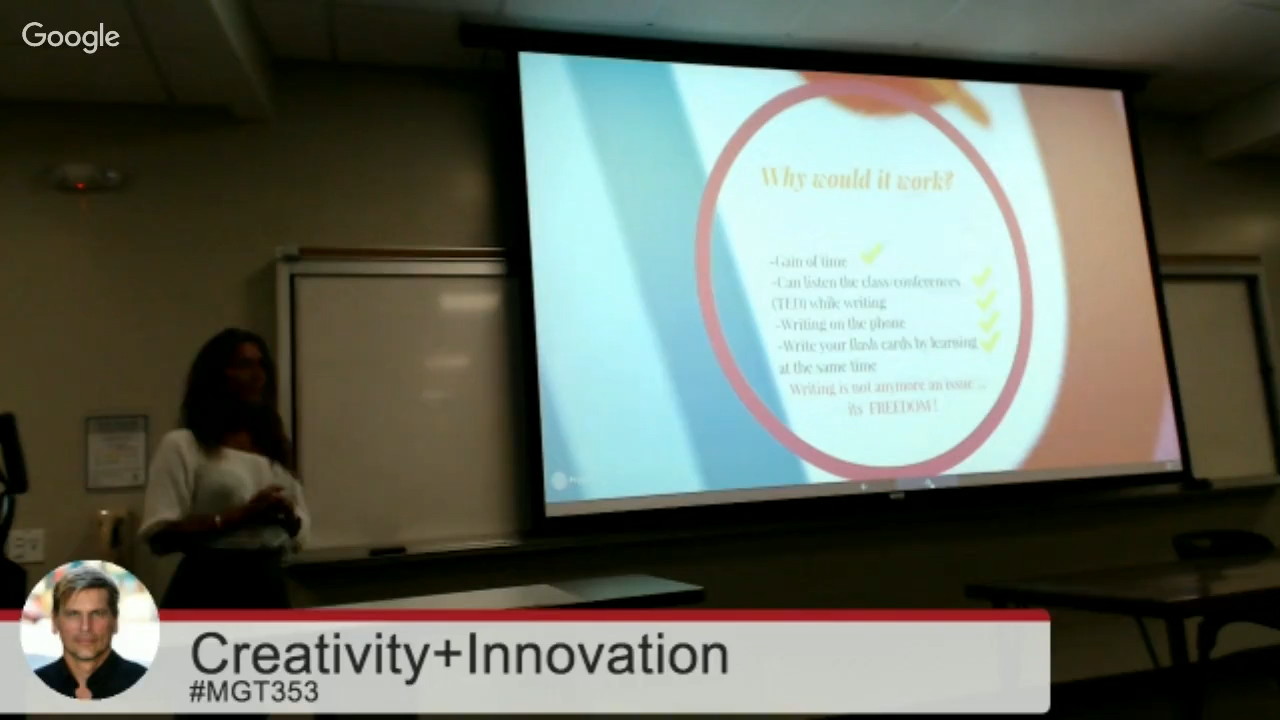 Google
Why would it work?
-Gain of time
-Can listen the class-conferences
(TED) while writing
-Writing on the phone
-Write your flash cards by learning
at the same time
Writing is not anymore an issue ...
its FREEDOM!
Creativity+Innovation
#MGT353